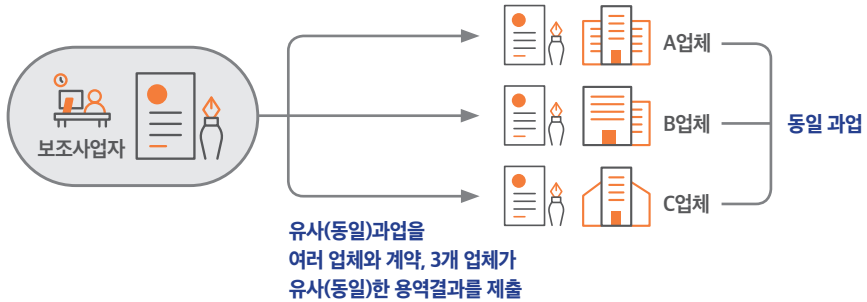 보조사업자
A업체
B업체
C업체
동일 과업
유사(동일)과업을
여러 업체와 계약, 3개 업체가
유사(동일)한 용역결과를 제출